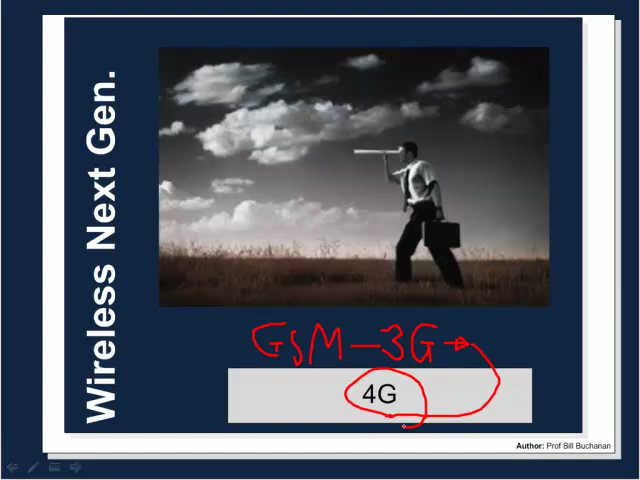 Wireless Next Gen.
GSM - 3G
4G
Author: Prof Bill Buchanan